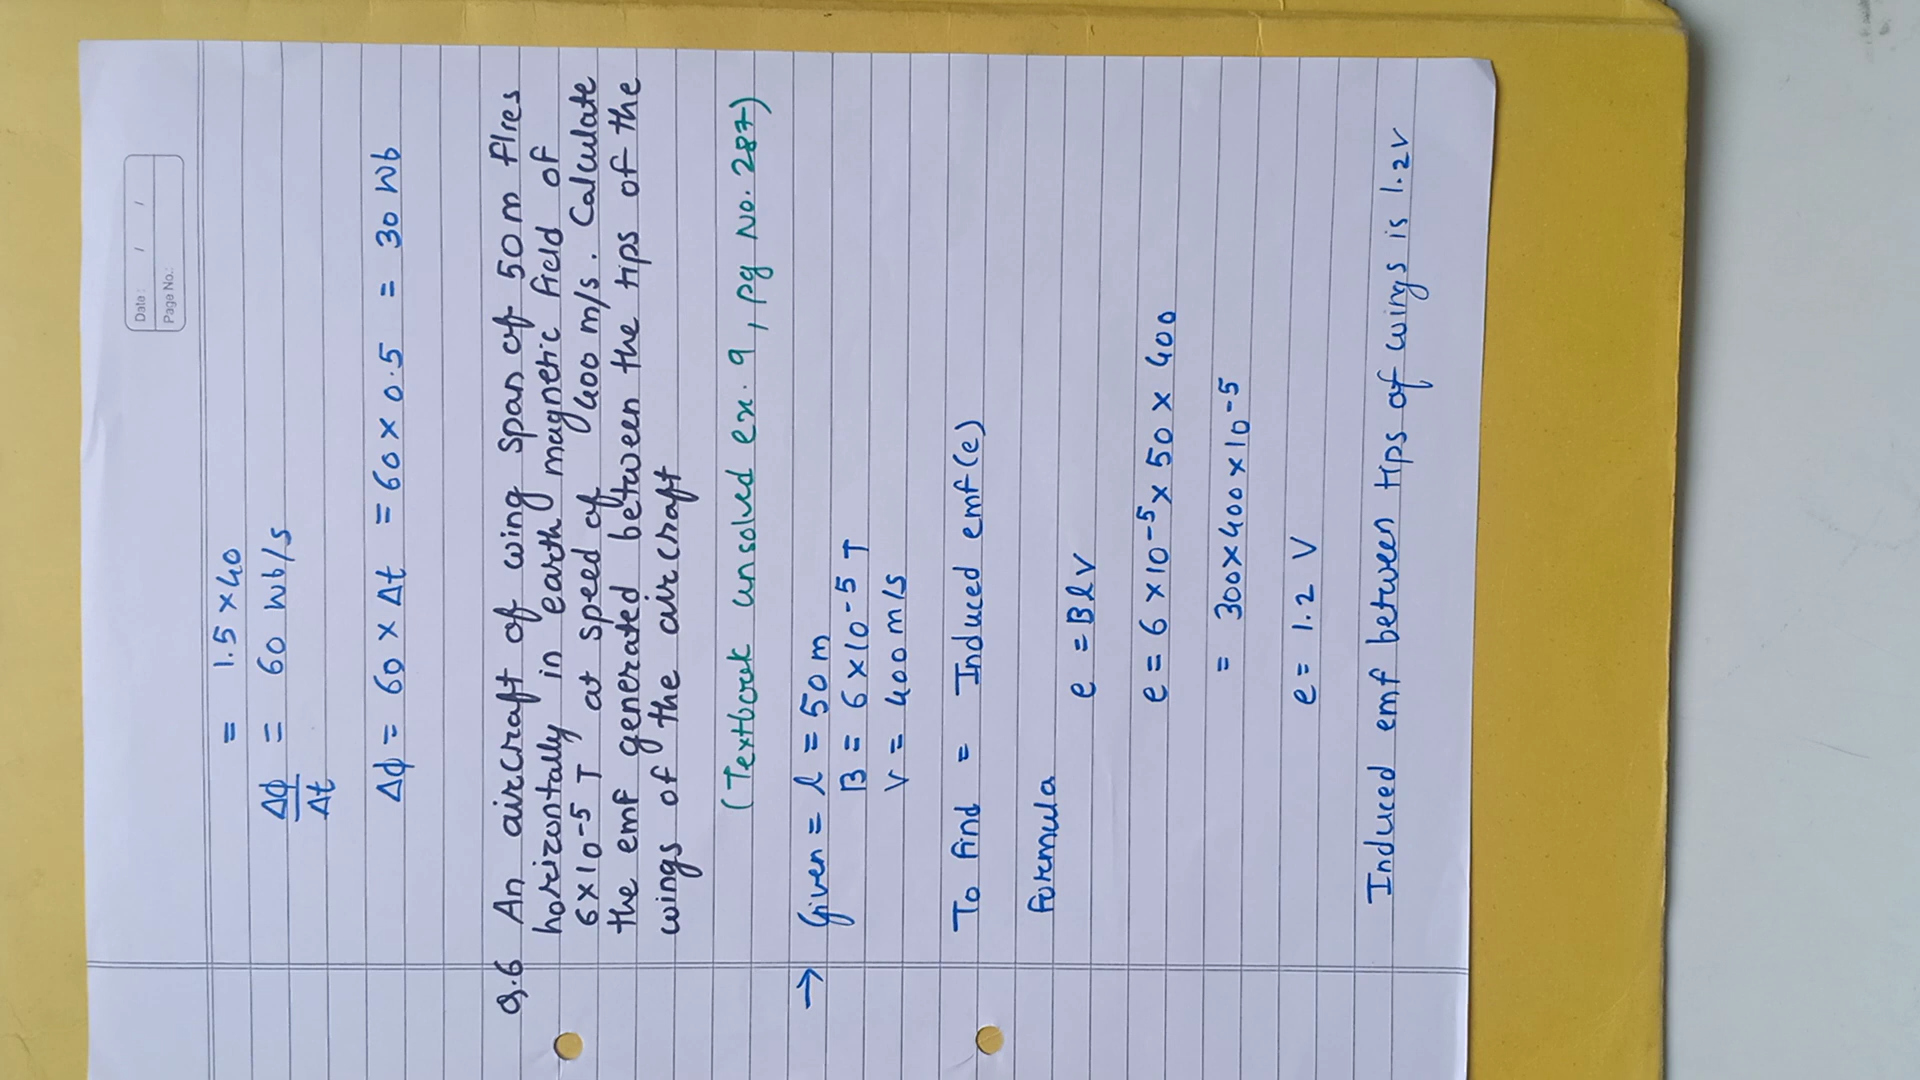 Date: / /
Page No.:
= 1.5 × 40
Δϕ/Δt = 60 Wb/s
Δϕ = 60 × Δt = 60 × 0.5 = 30 Wb
Q.6 An aircraft of wing span of 50 m flies
horizontally in earth magnetic field of
6×10-5 T at speed of 400 m/s. Calculate
the emf generated between the tips of the
wings of the aircraft
(Textbook unsolved ex. 9, pg No. 287)
→ Given = l = 50 m
B = 6 × 10-5 T
V = 400 m/s
To find = Induced emf (e)
Formula
e = Blv
e = 6 × 10-5 × 50 × 400
= 300 × 400 × 10-5
e = 1.2 V
Induced emf between tips of wings is 1.2V